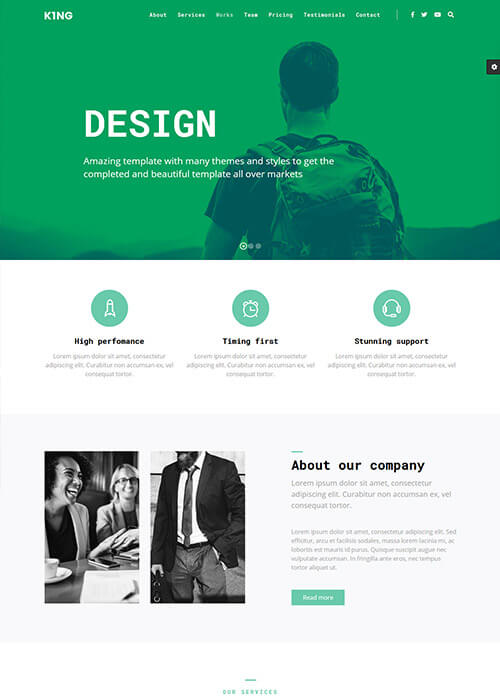 K1NG
About Services Works Team Pricing Testimonials Contact
DESIGN
Amazing template with many themes and styles to get the
completed and beautiful template all over markets
High perfomance
Lorem ipsum dolor sit amet, consectetur
adipiscing elit. Curabitur non accumsan ex, vel
consequat tortor.
Timing first
Lorem ipsum dolor sit amet, consectetur
adipiscing elit. Curabitur non accumsan ex, vel
consequat tortor.
Stunning support
Lorem ipsum dolor sit amet, consectetur
adipiscing elit. Curabitur non accumsan ex, vel
consequat tortor.
About our company
Lorem ipsum dolor sit amet, consectetur
adipiscing elit. Curabitur non accumsan ex, vel
consequat tortor.
Lorem ipsum dolor sit amet, consectetur adipiscing elit. Sed
efficitur, arcu et facilisis sodales, massa lorem lacinia mi, ac
lobortis est mauris id purus. Quisque suscipit augue nec
vulputate accumsan. In fringilla ante eros, nec tempus
tortor aliquet ut.
Read more
OUR SERVICES